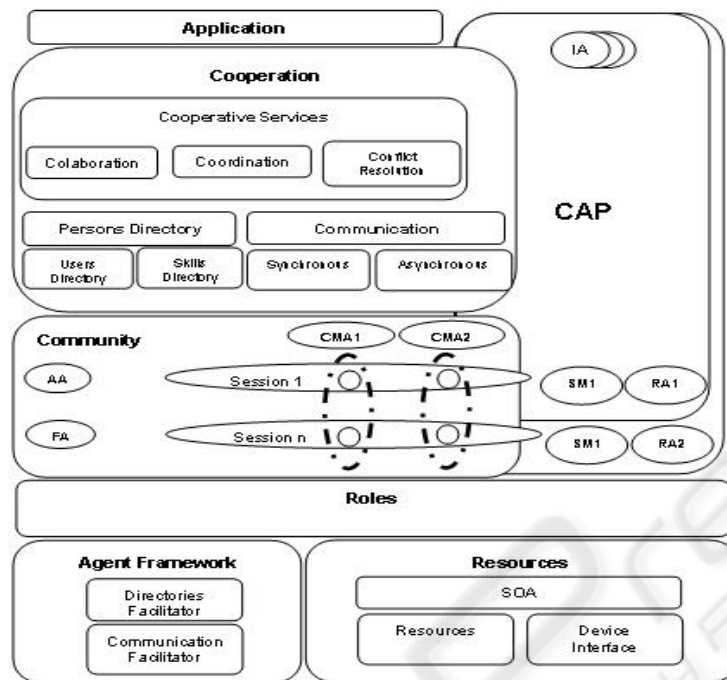 Application
IA
Cooperation
Cooperative Services
Colaboration
Coordination
Conflict
Resolution
CAP
Persons Directory
Communication
Users
Directory
Skills
Directory
Synchronous
Asynchronous
Community
CMA1
CMA2
AA
Session 1
SM1
RA1
FA
Session n
SM1
RA2
Roles
Agent Framework
Resources
Directories
Facilitator
SOA
Communication
Facilitator
Resources
Device
Interface